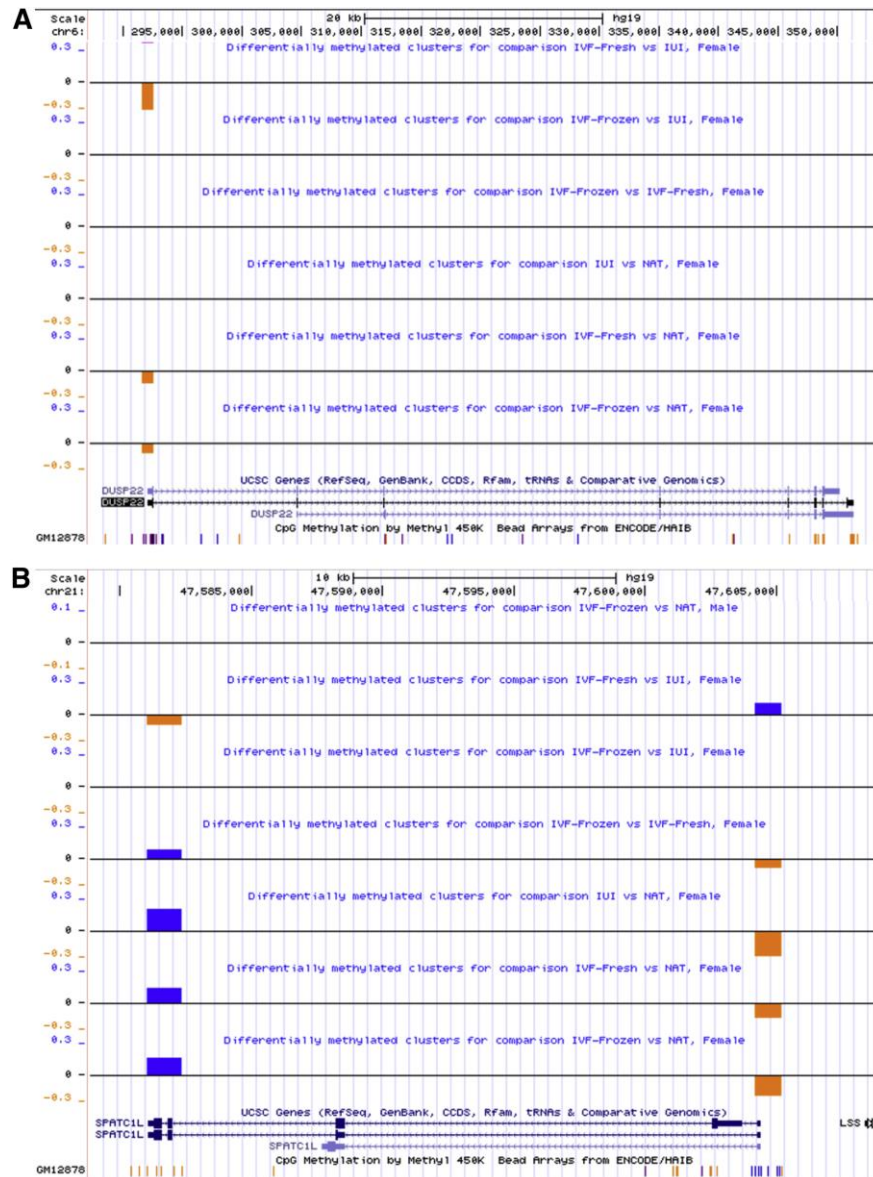 A
Scale 20 kb hg19
chr6: 295,000 300,000 305,000 310,000 315,000 320,000 325,000 330,000 335,000 340,000 345,000 350,000
0.3 Differentially methylated clusters for comparison IVF-Fresh vs IUI, Female
0
-0.3
0.3 Differentially methylated clusters for comparison IVF-Frozen vs IUI, Female
0
-0.3
0.3 Differentially methylated clusters for comparison IVF-Frozen vs IVF-Fresh, Female
0
-0.3
0.3 Differentially methylated clusters for comparison IUI vs NAT, Female
0
-0.3
0.3 Differentially methylated clusters for comparison IVF-Fresh vs NAT, Female
0
-0.3
0.3 Differentially methylated clusters for comparison IVF-Frozen vs NAT, Female
0
-0.3
UCSC Genes (RefSeq, GenBank, CCDS, Rfam, tRNAs & Comparative Genomics)
DUSP22
DUSP22
DUSP22
CpG Methylation by Methyl 450K Bead Arrays from ENCODE/HAIB
GM12878
B
Scale 10 kb hg19
chr21: 47,585,000 47,590,000 47,595,000 47,600,000 47,605,000
0.1 Differentially methylated clusters for comparison IVF-Frozen vs NAT, Male
0
-0.1
0.3 Differentially methylated clusters for comparison IVF-Fresh vs IUI, Female
0
-0.3
0.3 Differentially methylated clusters for comparison IVF-Frozen vs IUI, Female
0
-0.3
0.3 Differentially methylated clusters for comparison IVF-Frozen vs IVF-Fresh, Female
0
-0.3
0.3 Differentially methylated clusters for comparison IUI vs NAT, Female
0
-0.3
0.3 Differentially methylated clusters for comparison IVF-Fresh vs NAT, Female
0
-0.3
0.3 Differentially methylated clusters for comparison IVF-Frozen vs NAT, Female
0
-0.3
UCSC Genes (RefSeq, GenBank, CCDS, Rfam, tRNAs & Comparative Genomics)
SPATC1L LSS
SPATC1L
SPATC1L
CpG Methylation by Methyl 450K Bead Arrays from ENCODE/HAIB
GM12878